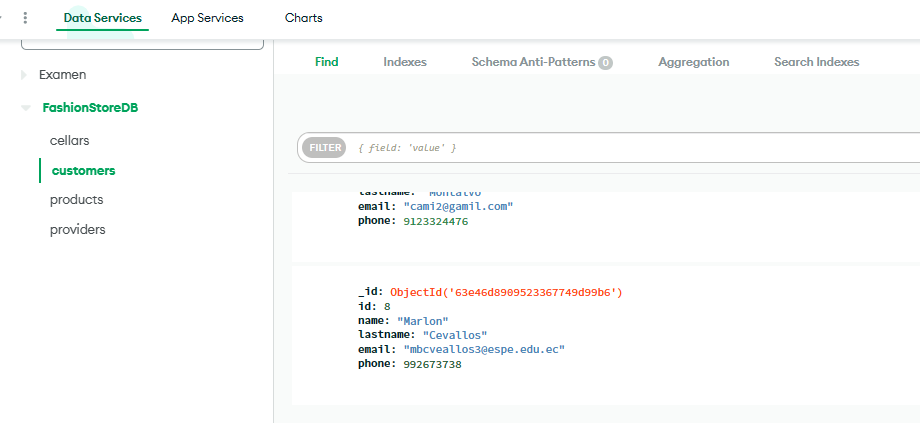 Data Services App Services Charts
Find Indexes Schema Anti-Patterns 0 Aggregation Search Indexes
Examen
FashionStoreDB
cellars
customers
products
providers
FILTER { field: 'value' }
lastname: "Montalvo"
email: "cami2@gamil.com"
phone: 9123324476
_id: ObjectId('63e46d8909523367749d99b6')
id: 8
name: "Marlon"
lastname: "Cevallos"
email: "mbcveallos3@espe.edu.ec"
phone: 992673738